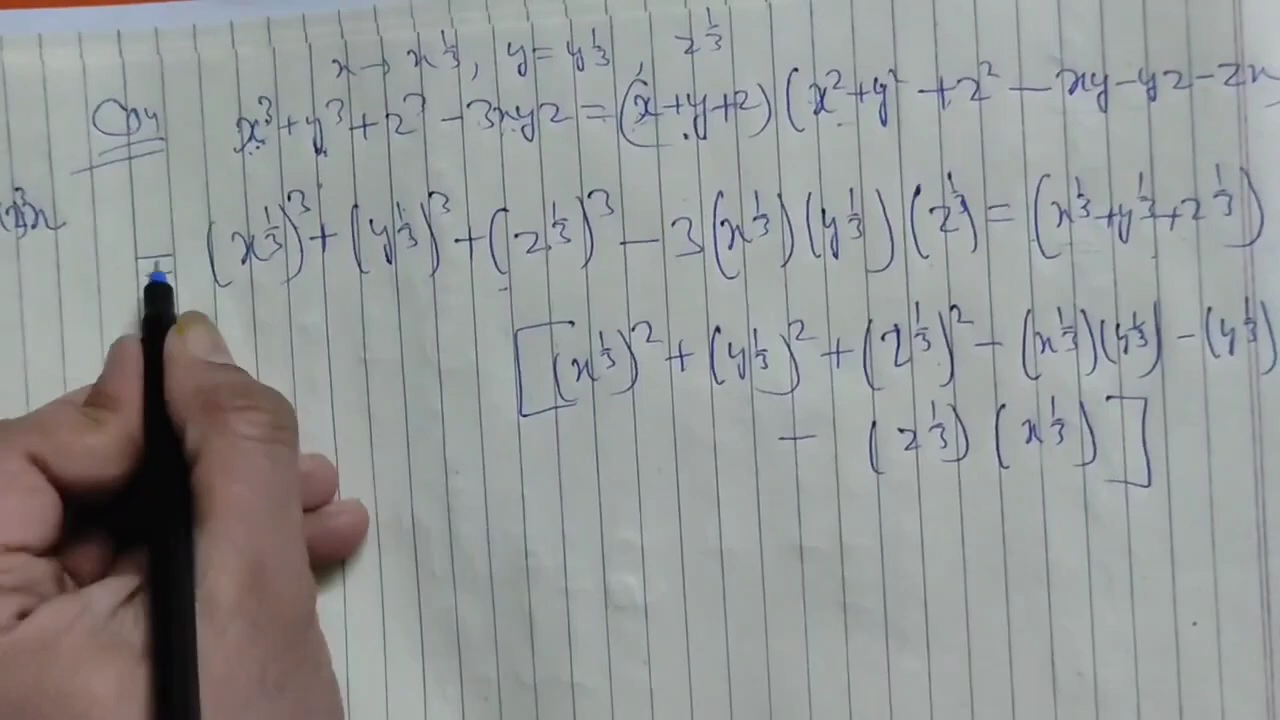 x → x^1/3, y = y^1/3, z^1/3
x³ + y³ + z³ - 3xyz = (x + y + z) (x² + y² + z² - xy - yz - zx
(x^1/3)³ + (y^1/3)³ + (z^1/3)³ - 3(x^1/3)(y^1/3)(z^1/3) = (x^1/3 + y^1/3 + z^1/3)
[(x^1/3)² + (y^1/3)² + (z^1/3)² - (x^1/3)(y^1/3) - (y^1/3)
- (z^1/3)(x^1/3)]